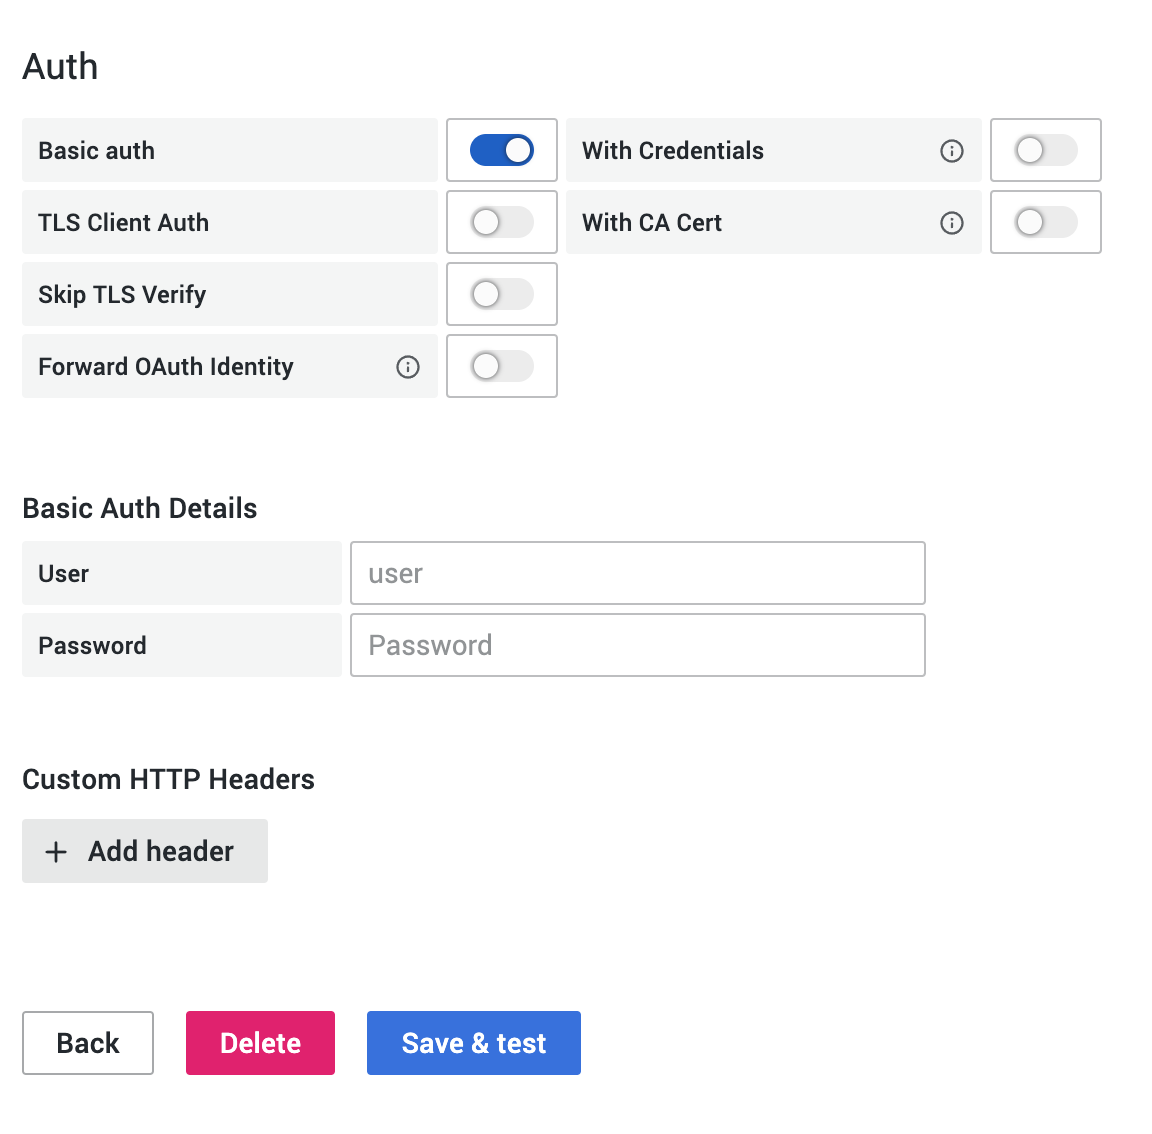 Auth
Basic auth
With Credentials
TLS Client Auth
With CA Cert
Skip TLS Verify
Forward OAuth Identity
Basic Auth Details
User
user
Password
Password
Custom HTTP Headers
+ Add header
Back
Delete
Save & test